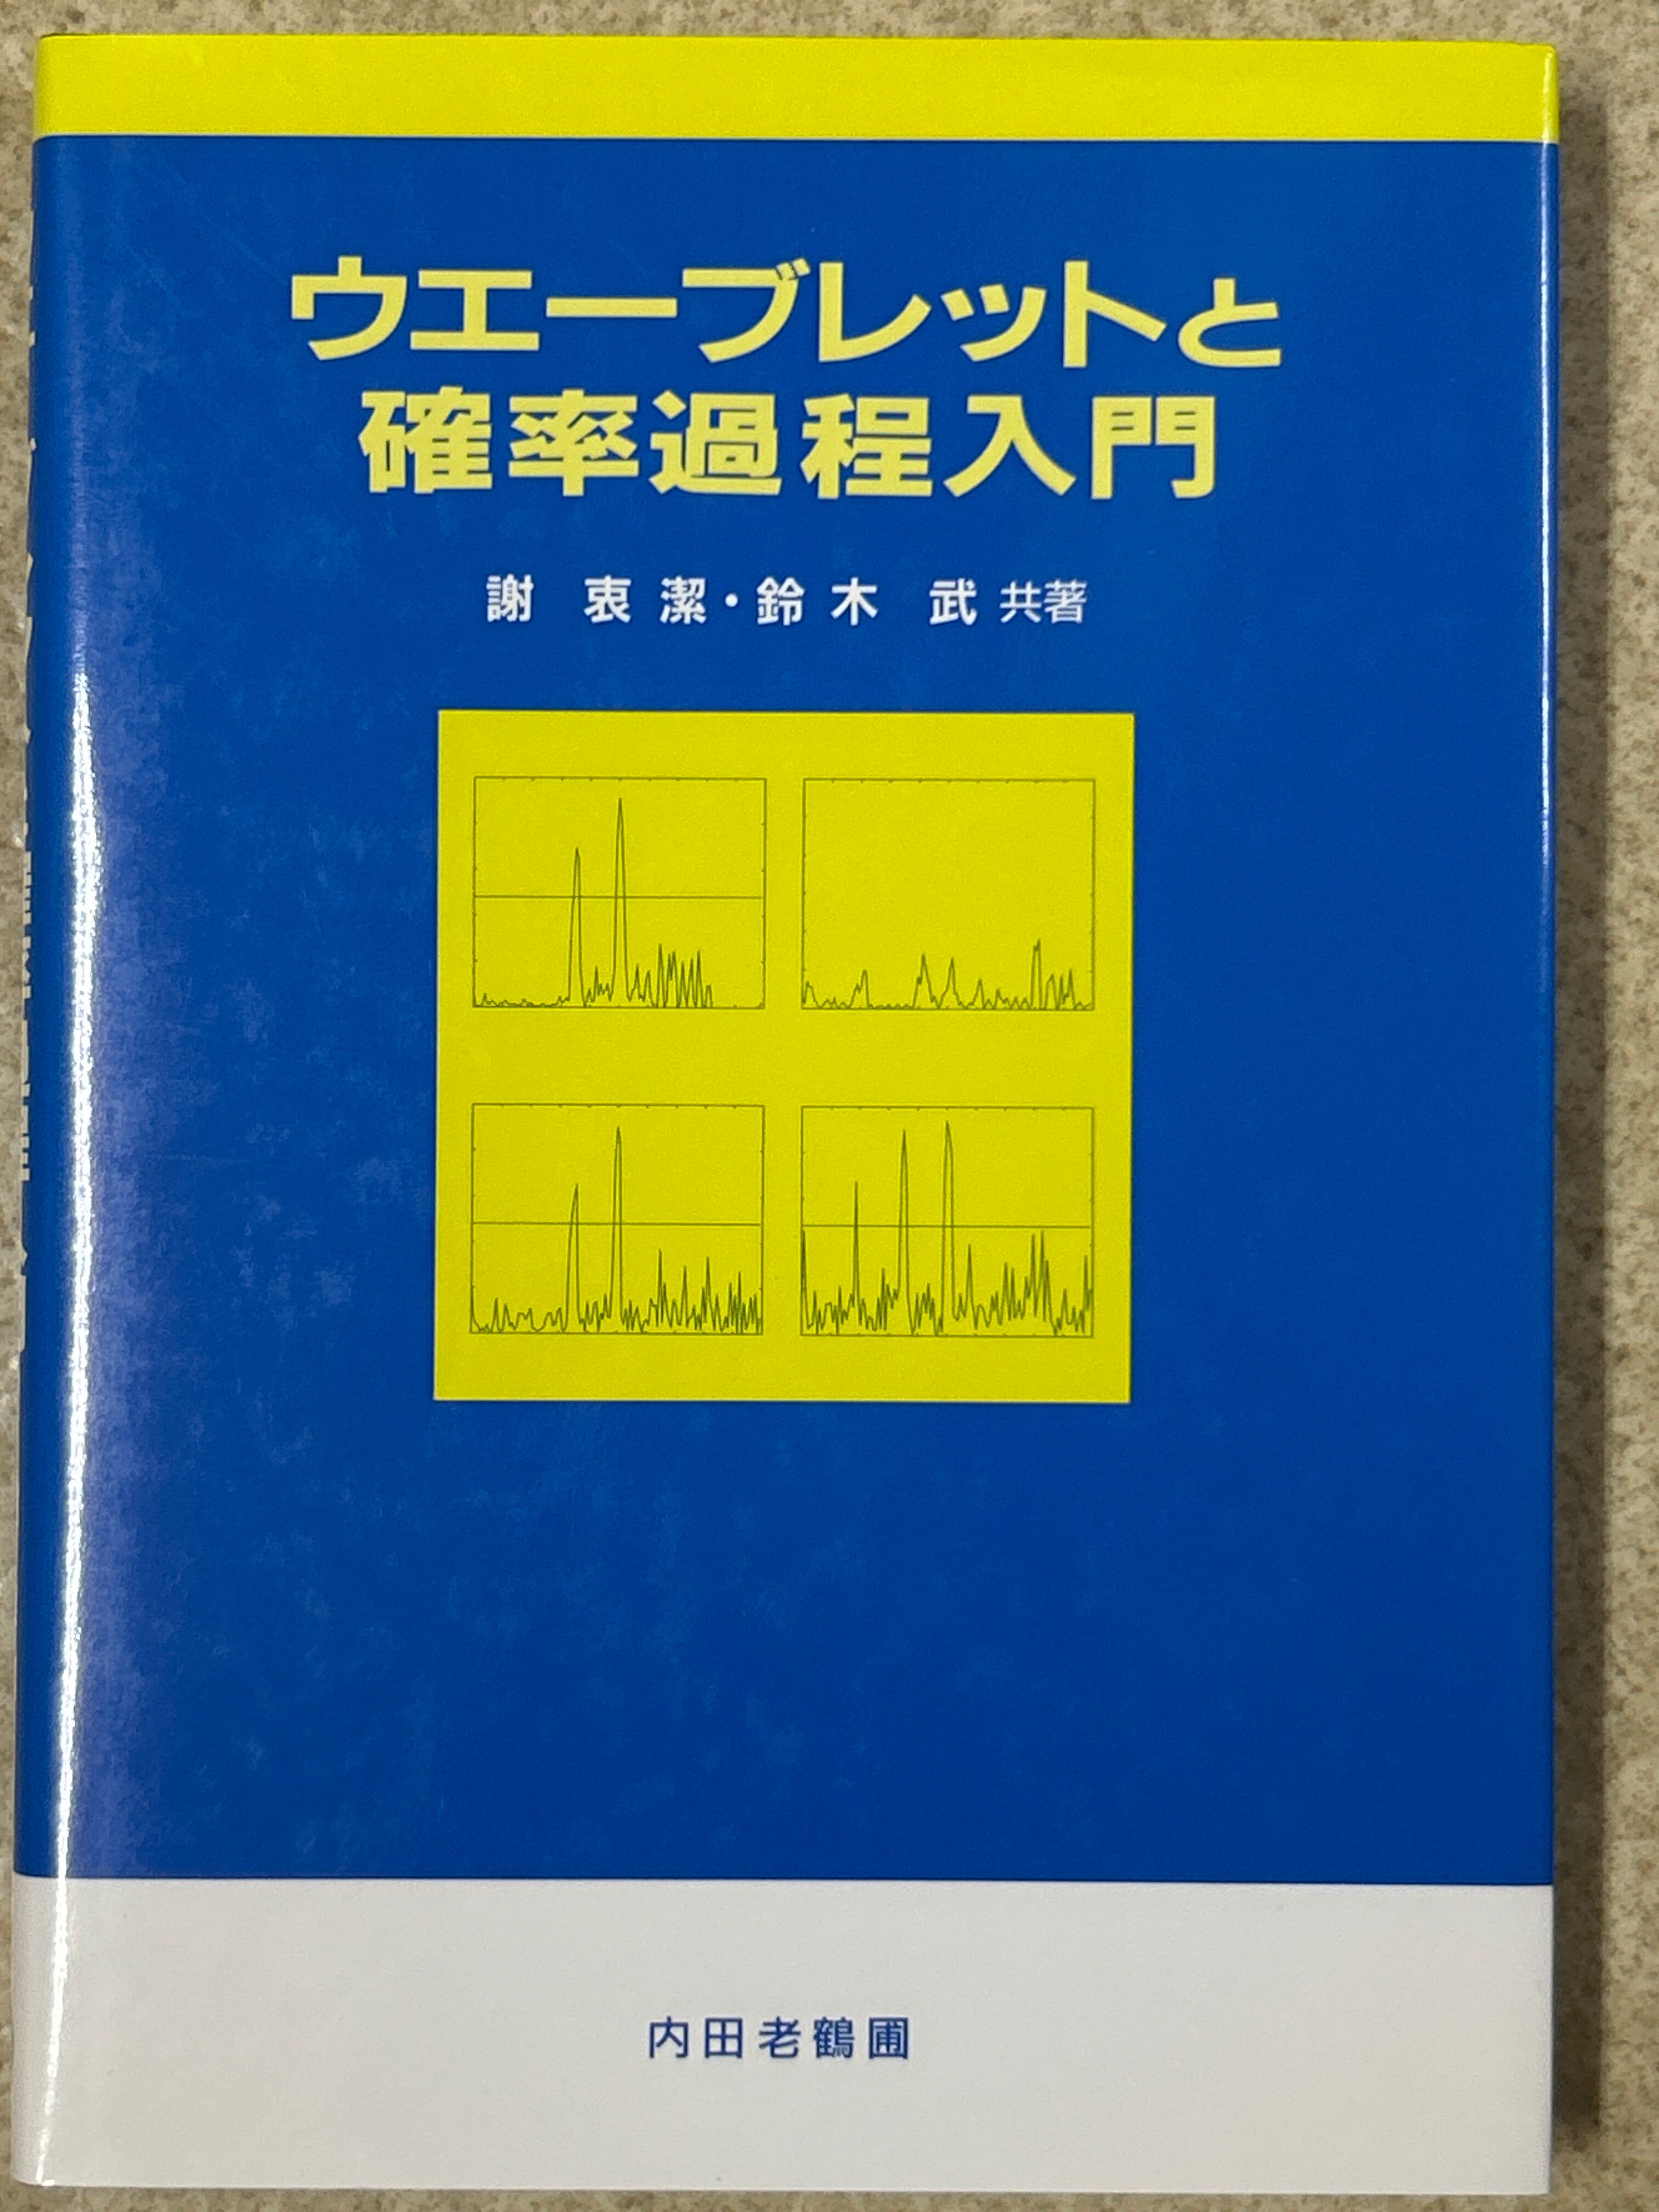 ウエーブレットと
確率過程入門
謝 衷 潔・鈴 木 武 共著
内田老鶴圃